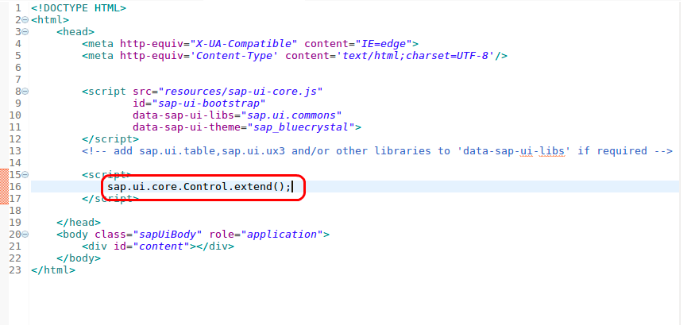 1 <!DOCTYPE HTML>
2 <html>
3 <head>
4 <meta http-equiv="X-UA-Compatible" content="IE=edge">
5 <meta http-equiv='Content-Type' content='text/html;charset=UTF-8'/>
6
7
8 <script src="resources/sap-ui-core.js"
9 id="sap-ui-bootstrap"
10 data-sap-ui-libs="sap.ui.commons"
11 data-sap-ui-theme="sap_bluecrystal">
12 </script>
13 <!-- add sap.ui.table,sap.ui.ux3 and/or other libraries to 'data-sap-ui-libs' if required -->
14
15 <script>
16 sap.ui.core.Control.extend();
17 </script>
18
19 </head>
20 <body class="sapUiBody" role="application">
21 <div id="content"></div>
22 </body>
23 </html>